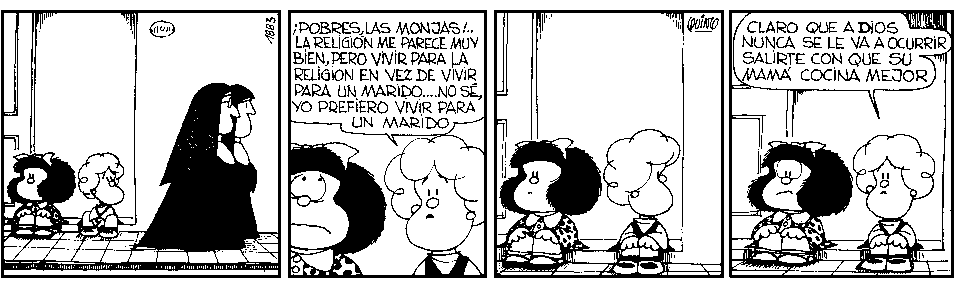 1883
¡POBRES, LAS MONJAS!..
LA RELIGION ME PARECE MUY
BIEN, PERO VIVIR PARA LA
RELIGION EN VEZ DE VIVIR
PARA UN MARIDO....NO SÉ,
YO PREFIERO VIVIR PARA
UN MARIDO
QUINO
CLARO QUE A DIOS
NUNCA SE LE VA A OCURRIR
SALIRTE CON QUE SU
MAMÁ COCINA MEJOR